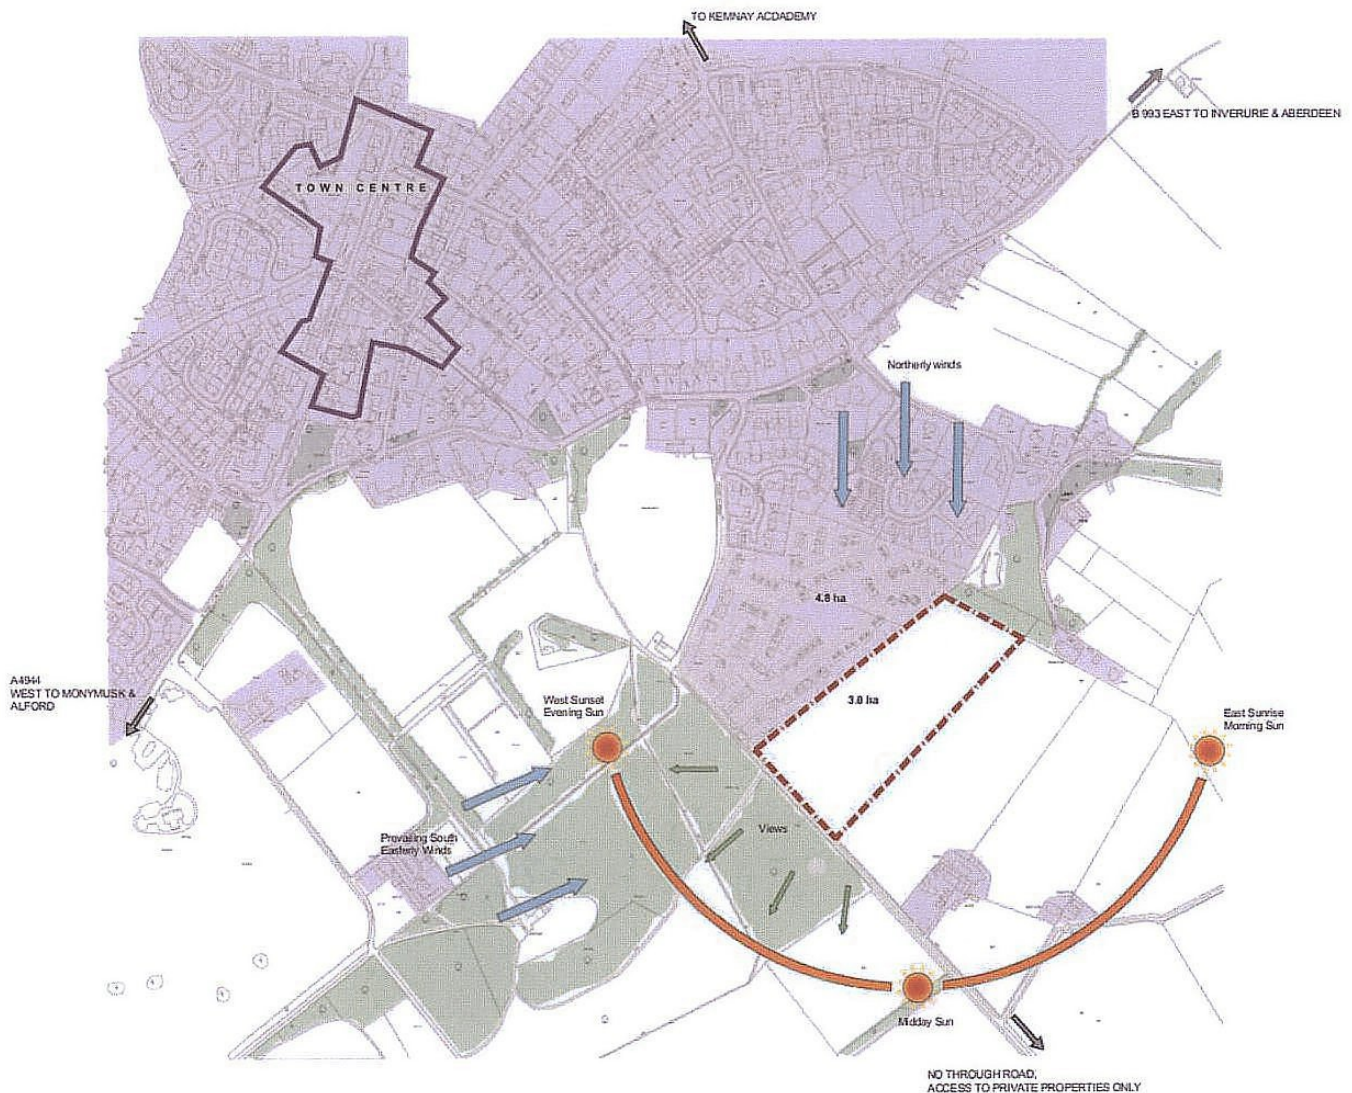 TO KEMNAY ACDADEMY
B 993 EAST TO INVERURIE & ABERDEEN
TOWN CENTRE
Northerly winds
4.8 ha
3.8 ha
A4944
WEST TO MONYMUSK &
ALFORD
West Sunset
Evening Sun
East Sunrise
Morning Sun
Prevailing South
Easterly Winds
Views
Midday Sun
NO THROUGH ROAD,
ACCESS TO PRIVATE PROPERTIES ONLY